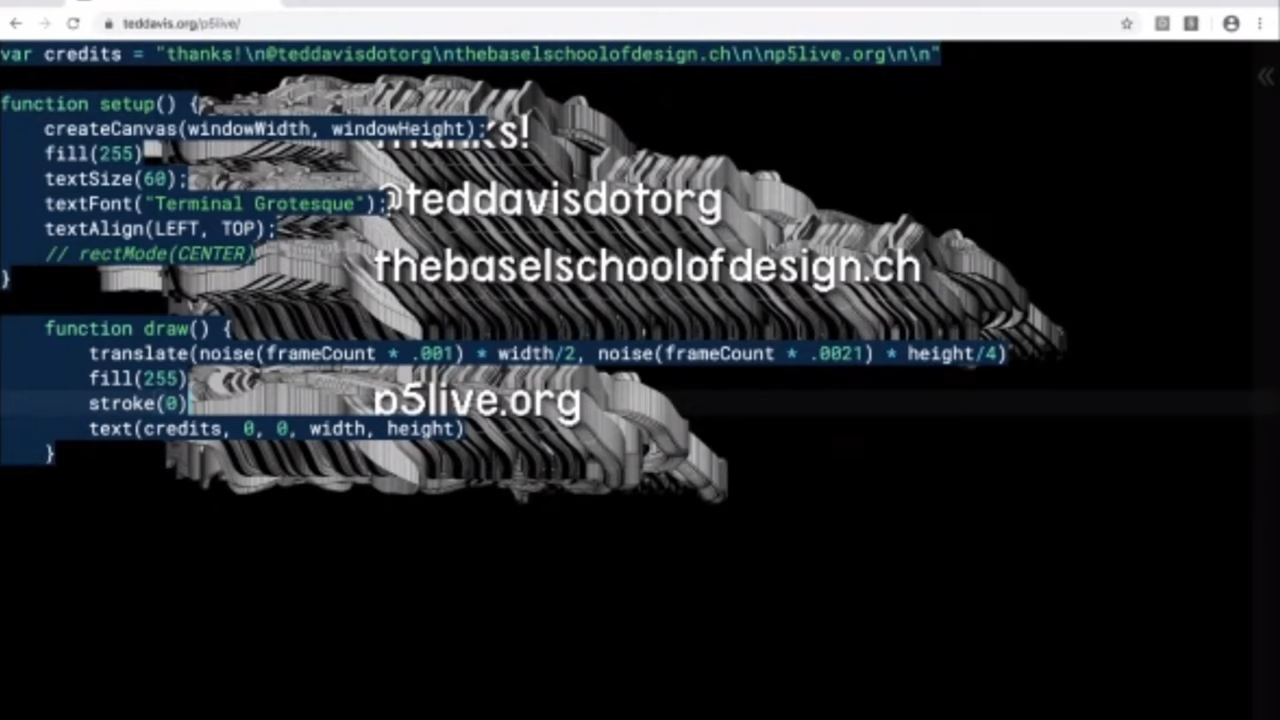 teddavis.org/p5live/
var credits = "thanks!\n@teddavisdotorg\nthebaselschoolofdesign.ch\n\np5live.org\n\n"
function setup() {
createCanvas(windowWidth, windowHeight);
fill(255)
textSize(60);
textFont("Terminal Grotesque");
textAlign(LEFT, TOP);
// rectMode(CENTER)
}
function draw() {
translate(noise(frameCount * .001) * width/2, noise(frameCount * .0021) * height/4)
fill(255)
stroke(0)
text(credits, 0, 0, width, height)
}
thanks!
@teddavisdotorg
thebaselschoolofdesign.ch
p5live.org